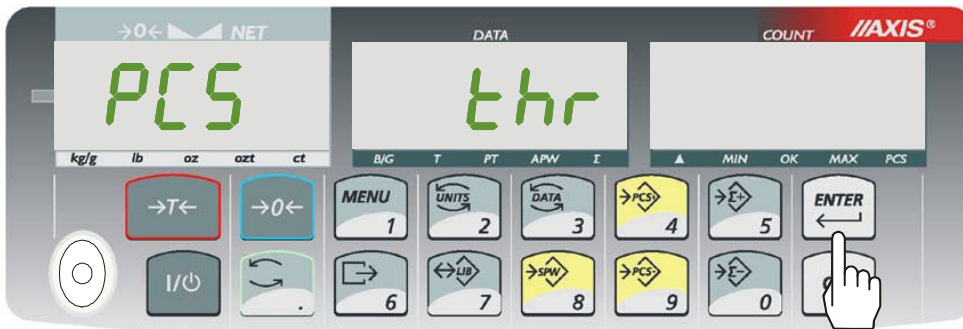 →0← NET DATA COUNT //AXIS®
PCS thr
kg/g lb oz ozt ct B/G T PT APW Σ ▲ MIN OK MAX PCS
→T← →0← MENU 1 UNITS 2 DATA 3 →PCS+ 4 →Σ+ 5 ENTER
I/⏻ . 6 ↔LIB 7 →SPW 8 →PCS- 9 →Σ- 0